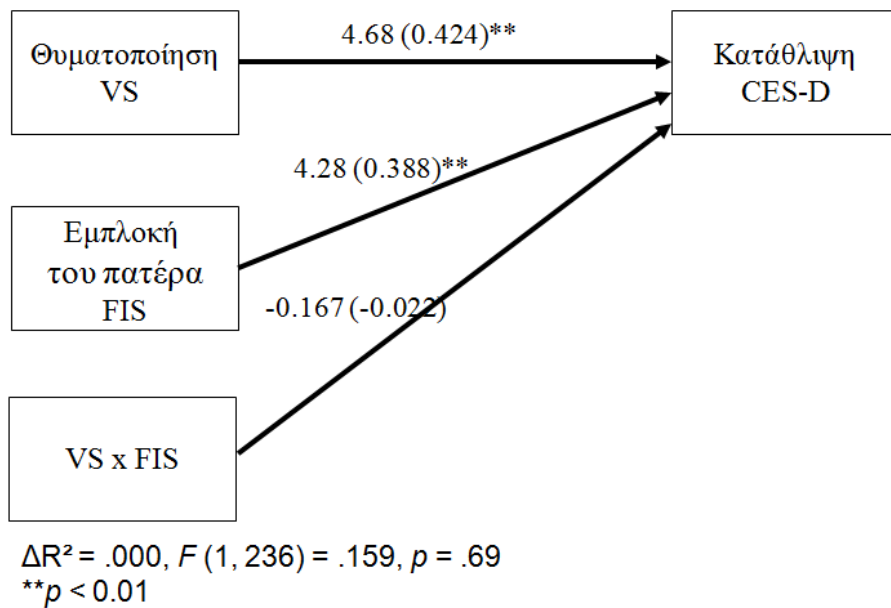 4.68 (0.424)**
Θυματοποίηση
VS
Κατάθλιψη
CES-D
4.28 (0.388)**
Εμπλοκή
του πατέρα
FIS
-0.167 (-0.022)
VS x FIS
ΔR² = .000, F (1, 236) = .159, p = .69
**p < 0.01